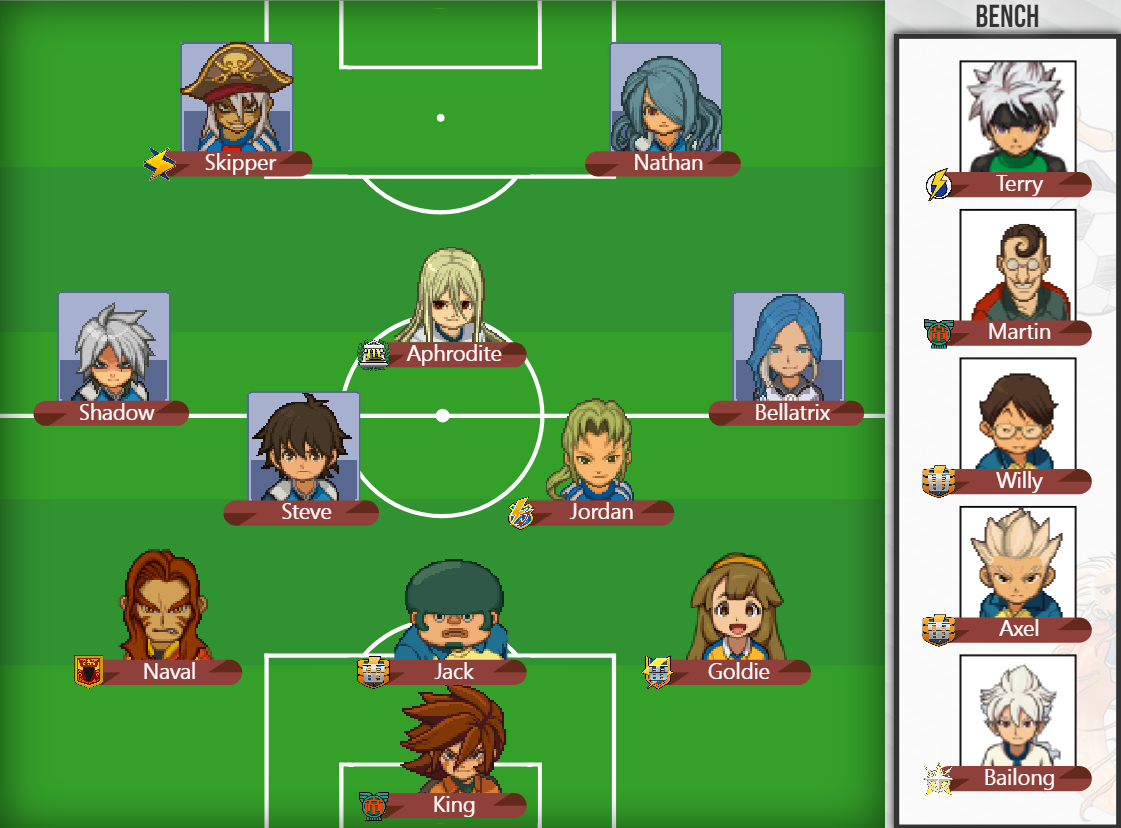 BENCH
Skipper
Nathan
Terry
Aphrodite
Martin
Shadow
Bellatrix
Steve
Jordan
Willy
Naval
Jack
Goldie
Axel
King
Bailong